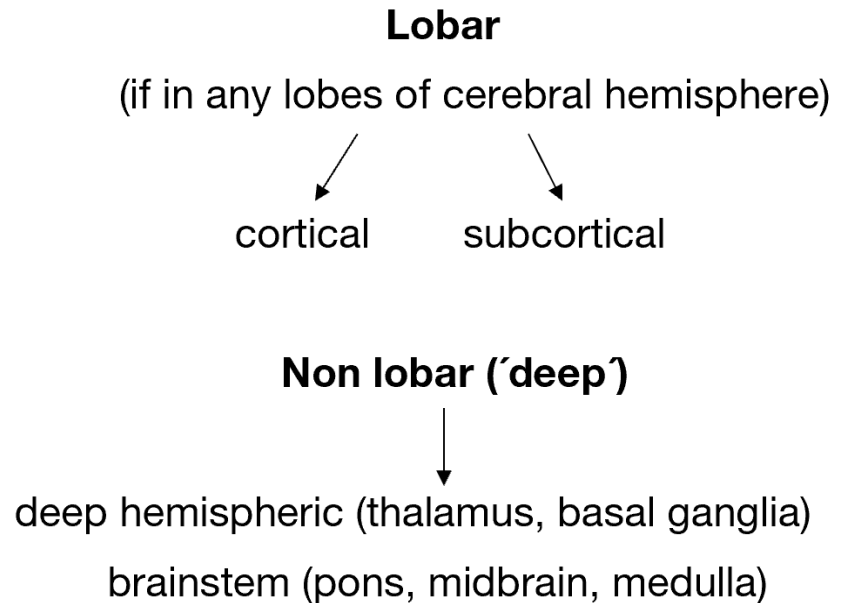 Lobar
(if in any lobes of cerebral hemisphere)
cortical subcortical
Non lobar (´deep´)
deep hemispheric (thalamus, basal ganglia)
brainstem (pons, midbrain, medulla)